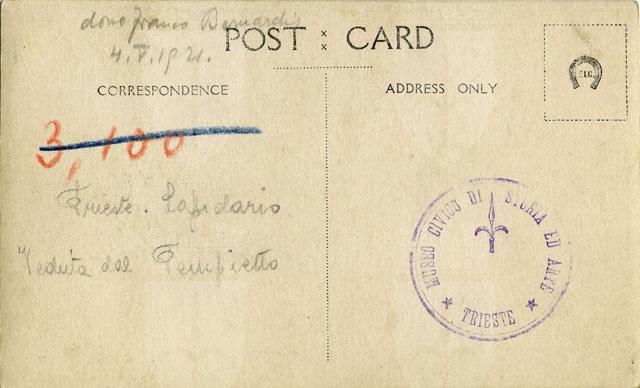 dono Franco Bernardis
4. V. 1921.
POST CARD
CORRESPONDENCE
ADDRESS ONLY
3,100
Trieste. Lapidario
Veduta dal Tempietto
MUSEO CIVICO DI STORIA ED ARTE
★ TRIESTE ★